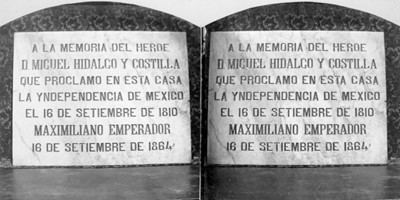 A LA MEMORIA DEL HEROE
D. MIGUEL HIDALGO Y COSTILLA
QUE PROCLAMO EN ESTA CASA
LA YNDEPENDENCIA DE MEXICO
EL 16 DE SETIEMBRE DE 1810
MAXIMILIANO EMPERADOR
16 DE SETIEMBRE DE 1864
A LA MEMORIA DEL HEROE
D. MIGUEL HIDALGO Y COSTILLA
QUE PROCLAMO EN ESTA CASA
LA YNDEPENDENCIA DE MEXICO
EL 16 DE SETIEMBRE DE 1810
MAXIMILIANO EMPERADOR
16 DE SETIEMBRE DE 1864